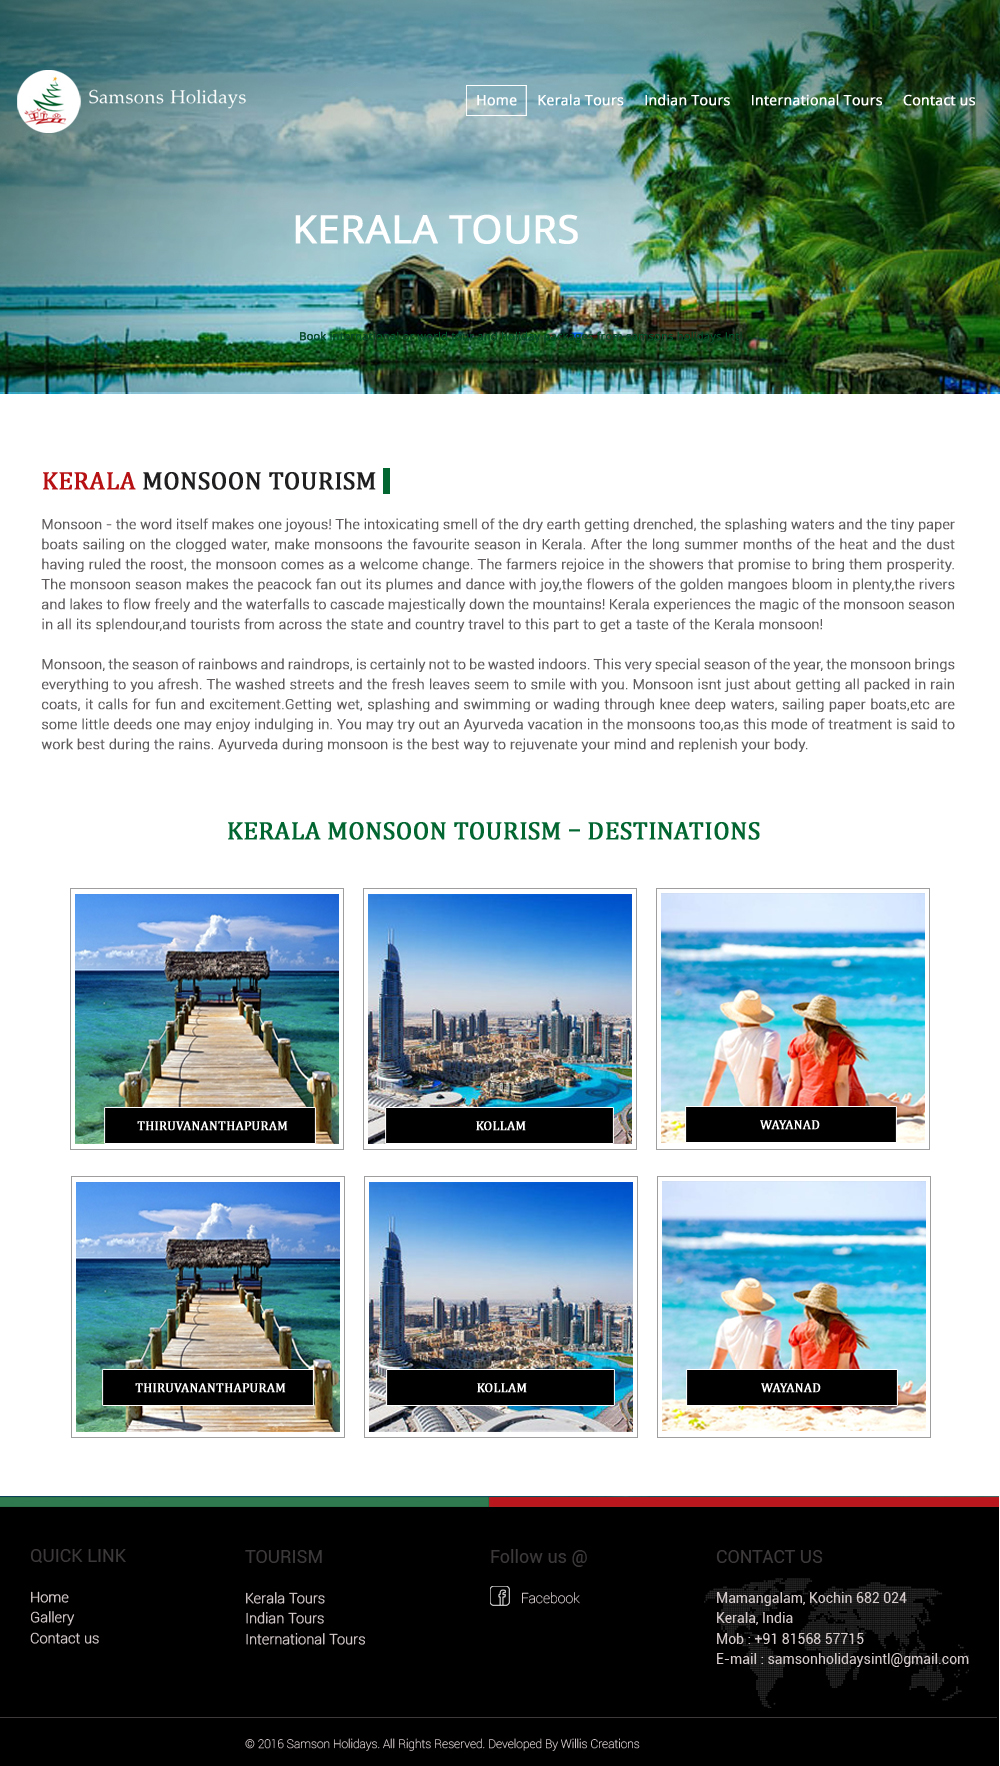 Samsons Holidays
Home Kerala Tours Indian Tours International Tours Contact us
KERALA TOURS
Book
KERALA MONSOON TOURISM
Monsoon - the word itself makes one joyous! The intoxicating smell of the dry earth getting drenched, the splashing waters and the tiny paper
boats sailing on the clogged water, make monsoons the favourite season in Kerala. After the long summer months of the heat and the dust
having ruled the roost, the monsoon comes as a welcome change. The farmers rejoice in the showers that promise to bring them prosperity.
The monsoon season makes the peacock fan out its plumes and dance with joy,the flowers of the golden mangoes bloom in plenty,the rivers
and lakes to flow freely and the waterfalls to cascade majestically down the mountains! Kerala experiences the magic of the monsoon season
in all its splendour,and tourists from across the state and country travel to this part to get a taste of the Kerala monsoon!
Monsoon, the season of rainbows and raindrops, is certainly not to be wasted indoors. This very special season of the year, the monsoon brings
everything to you afresh. The washed streets and the fresh leaves seem to smile with you. Monsoon isnt just about getting all packed in rain
coats, it calls for fun and excitement.Getting wet, splashing and swimming or wading through knee deep waters, sailing paper boats,etc are
some little deeds one may enjoy indulging in. You may try out an Ayurveda vacation in the monsoons too,as this mode of treatment is said to
work best during the rains. Ayurveda during monsoon is the best way to rejuvenate your mind and replenish your body.
KERALA MONSOON TOURISM – DESTINATIONS
THIRUVANANTHAPURAM
KOLLAM
WAYANAD
THIRUVANANTHAPURAM
KOLLAM
WAYANAD
QUICK LINK
Home
Gallery
Contact us
TOURISM
Kerala Tours
Indian Tours
International Tours
Follow us @
Facebook
CONTACT US
Mamangalam, Kochin 682 024
Kerala, India
Mob : +91 81568 57715
E-mail : samsonholidaysintl@gmail.com
© 2016 Samson Holidays. All Rights Reserved. Developed By Willis Creations